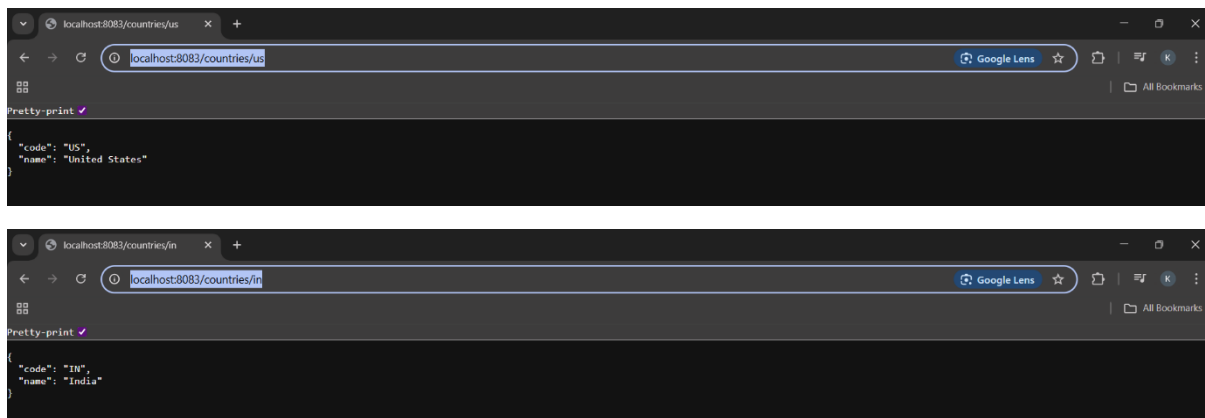 localhost:8083/countries/us
localhost:8083/countries/us
Google Lens
K
All Bookmarks
Pretty-print
{
"code": "US",
"name": "United States"
}
localhost:8083/countries/in
localhost:8083/countries/in
Google Lens
K
All Bookmarks
Pretty-print
{
"code": "IN",
"name": "India"
}